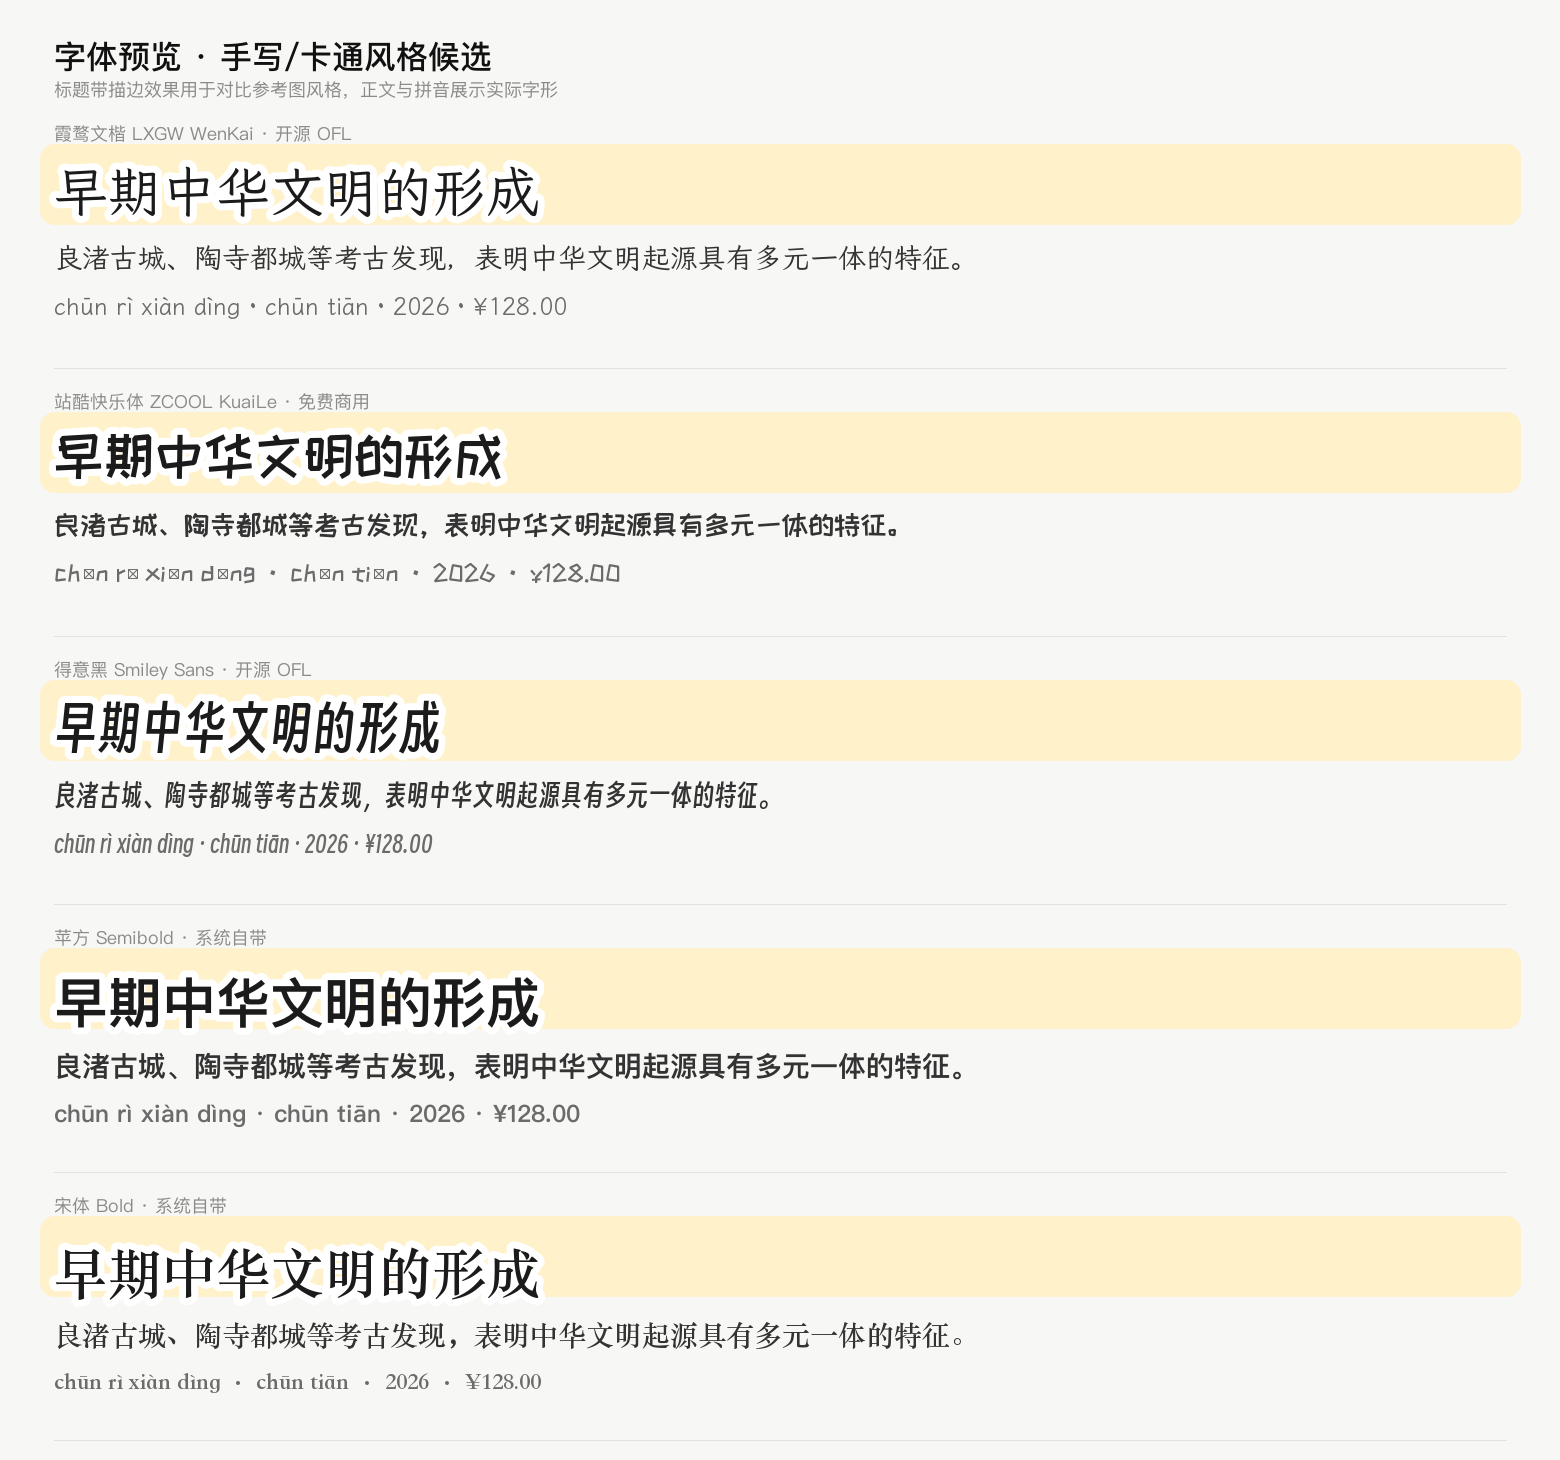 字体预览 · 手写/卡通风格候选
标题带描边效果用于对比参考图风格，正文与拼音展示实际字形
霞鹜文楷 LXGW WenKai · 开源 OFL
早期中华文明的形成
良渚古城、陶寺都城等考古发现，表明中华文明起源具有多元一体的特征。
chūn rì xiàn dìng · chūn tiān · 2026 · ¥128.00
站酷快乐体 ZCOOL KuaiLe · 免费商用
早期中华文明的形成
良渚古城、陶寺都城等考古发现，表明中华文明起源具有多元一体的特征。
ch☒n r☒ xi☒n d☒ng · ch☒n ti☒n · 2026 · ¥128.00
得意黑 Smiley Sans · 开源 OFL
早期中华文明的形成
良渚古城、陶寺都城等考古发现，表明中华文明起源具有多元一体的特征。
chūn rì xiàn dìng · chūn tiān · 2026 · ¥128.00
苹方 Semibold · 系统自带
早期中华文明的形成
良渚古城、陶寺都城等考古发现，表明中华文明起源具有多元一体的特征。
chūn rì xiàn dìng · chūn tiān · 2026 · ¥128.00
宋体 Bold · 系统自带
早期中华文明的形成
良渚古城、陶寺都城等考古发现，表明中华文明起源具有多元一体的特征。
chūn rì xiàn dìng · chūn tiān · 2026 · ¥128.00